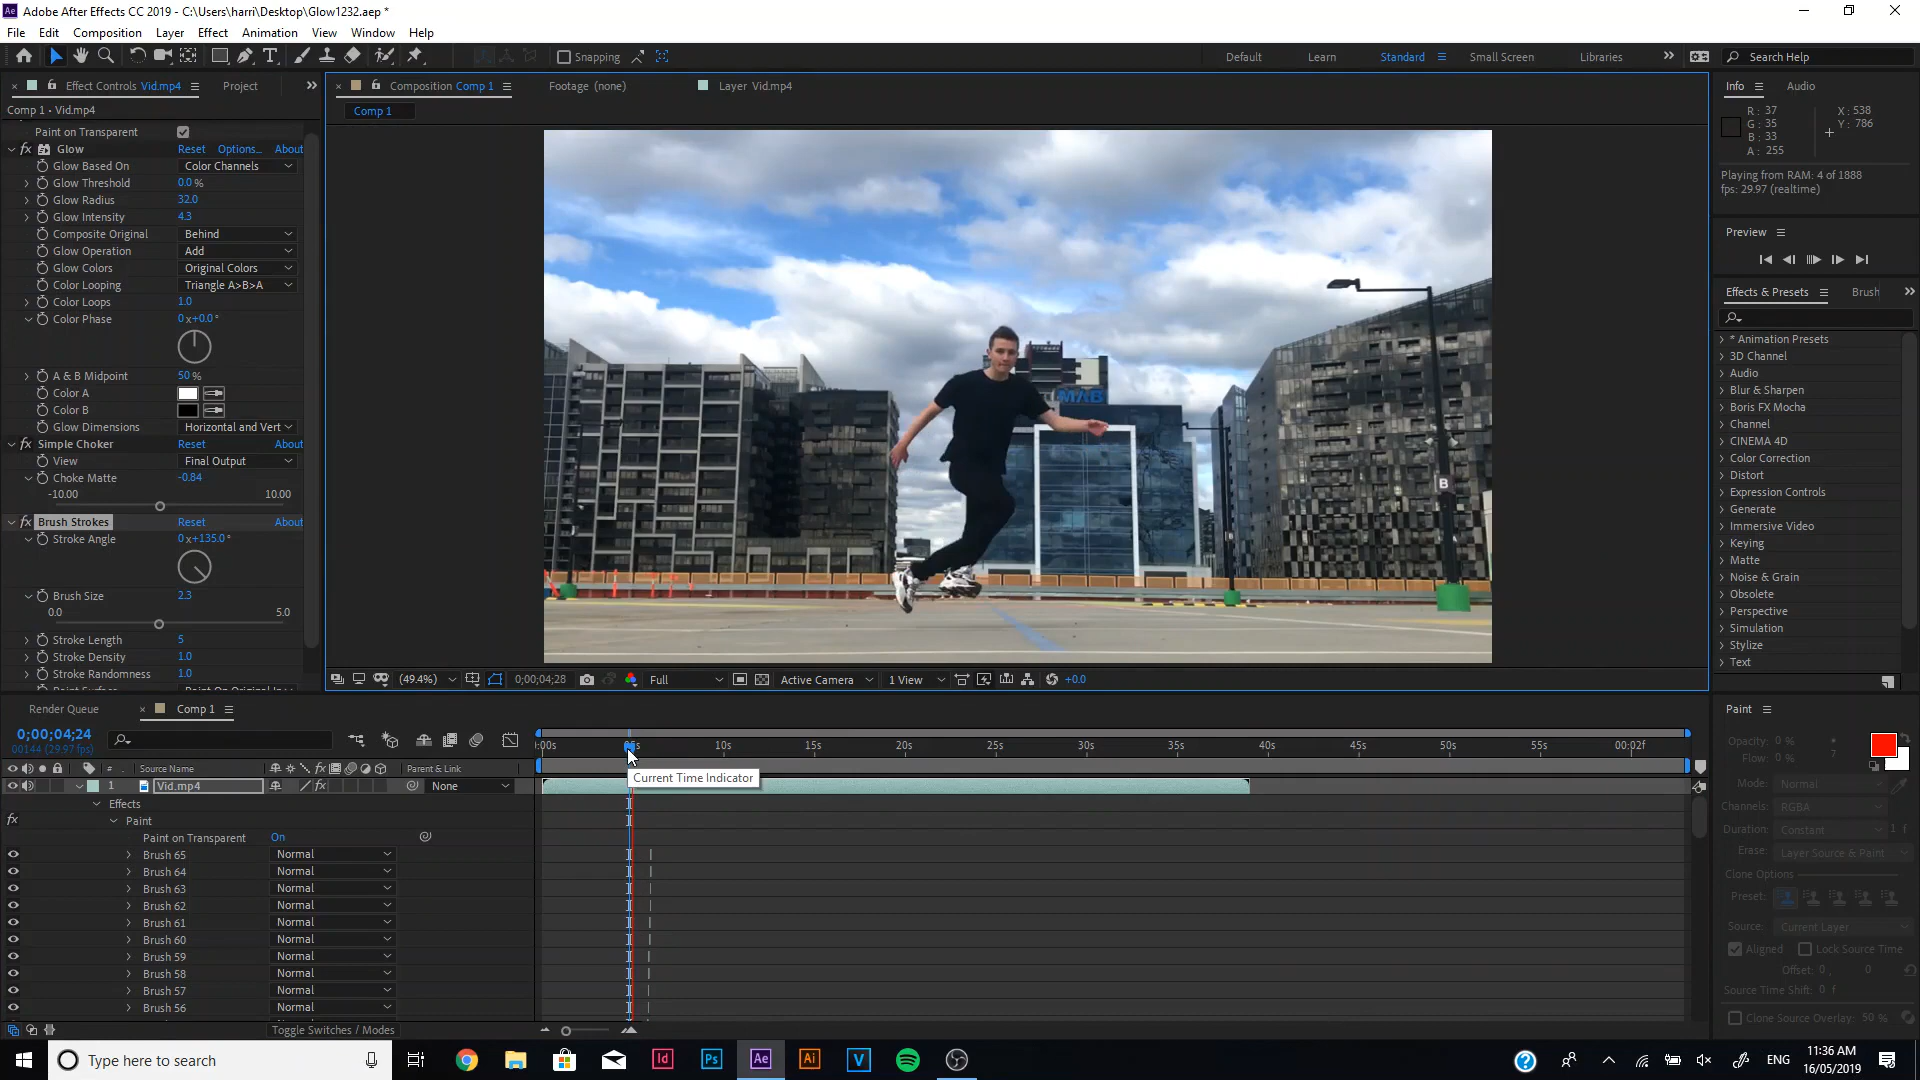 Adobe After Effects CC 2019 - C:\Users\harri\Desktop\Glow1232.aep *
File Edit Composition Layer Effect Animation View Window Help
Snapping Default Learn Standard Small Screen Libraries Search Help
Effect Controls Vid.mp4 Project
Comp 1 • Vid.mp4
Paint on Transparent
fx Glow Reset Options... About
Glow Based On Color Channels
Glow Threshold 0.0 %
Glow Radius 32.0
Glow Intensity 4.3
Composite Original Behind
Glow Operation Add
Glow Colors Original Colors
Color Looping Triangle A>B>A
Color Loops 1.0
Color Phase 0 x+0.0 °
A & B Midpoint 50 %
Color A
Color B
Glow Dimensions Horizontal and Vert
fx Simple Choker Reset About
View Final Output
Choke Matte -0.84
-10.00 10.00
fx Brush Strokes Reset About
Stroke Angle 0 x+135.0 °
Brush Size 2.3
0.0 5.0
Stroke Length 5
Stroke Density 1.0
Stroke Randomness 1.0
Composition Comp 1 Footage (none) Layer Vid.mp4
Comp 1
MAB
B
(49.4%) 0;00;04;28 Full Active Camera 1 View +0.0
Info Audio
R : 37
G : 35
B : 33
A : 255
X : 538
Y : 786
Playing from RAM: 4 of 1888
fps: 29.97 (realtime)
Preview
Effects & Presets Brush
* Animation Presets
3D Channel
Audio
Blur & Sharpen
Boris FX Mocha
Channel
CINEMA 4D
Color Correction
Distort
Expression Controls
Generate
Immersive Video
Keying
Matte
Noise & Grain
Obsolete
Perspective
Simulation
Stylize
Text
Render Queue Comp 1
0;00;04;24
00144 (29.97 fps)
# Source Name fx Parent & Link
1 Vid.mp4 fx None
Effects
fx Paint
Paint on Transparent On
Brush 65 Normal
Brush 64 Normal
Brush 63 Normal
Brush 62 Normal
Brush 61 Normal
Brush 60 Normal
Brush 59 Normal
Brush 58 Normal
Brush 57 Normal
Brush 56 Normal
Toggle Switches / Modes
:00s 10s 15s 20s 25s 30s 35s 40s 45s 50s 55s 00:02f
Current Time Indicator
Paint
Opacity: 0 %
Flow: 0 %
7
Mode: Normal
Channels: RGBA
Duration: Constant 1 f
Erase: Layer Source & Paint
Clone Options
Preset:
Source: Current Layer
Aligned Lock Source Time
Offset: 0 , 0
Source Time Shift: 0 f
Clone Source Overlay: 50 %
Type here to search
Id Ps Ae Ai V
ENG
11:36 AM
16/05/2019